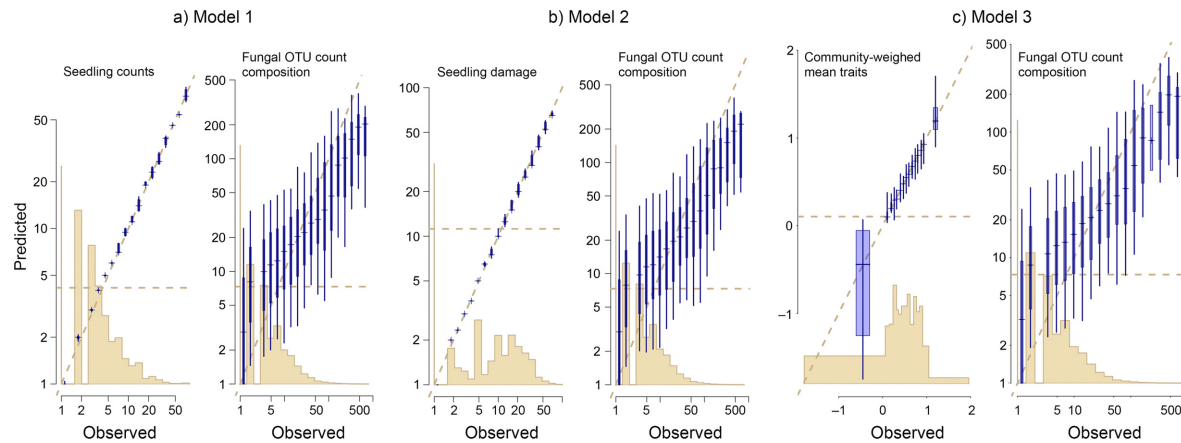 a) Model 1
b) Model 2
c) Model 3
Seedling counts
Fungal OTU count
composition
Seedling damage
Fungal OTU count
composition
Community-weighed
mean traits
Fungal OTU count
composition
Predicted
50
20
10
5
2
1
500
200
100
50
20
10
5
2
1
100
50
20
10
5
2
1
500
200
100
50
20
10
5
2
1
2
1
0
−1
500
200
100
50
20
10
5
2
1
1 2 5 10 20 50
1 5 50 500
1 2 5 10 20 50
1 5 50 500
−1 0 1 2
1 5 10 50 500
Observed Observed Observed Observed Observed Observed